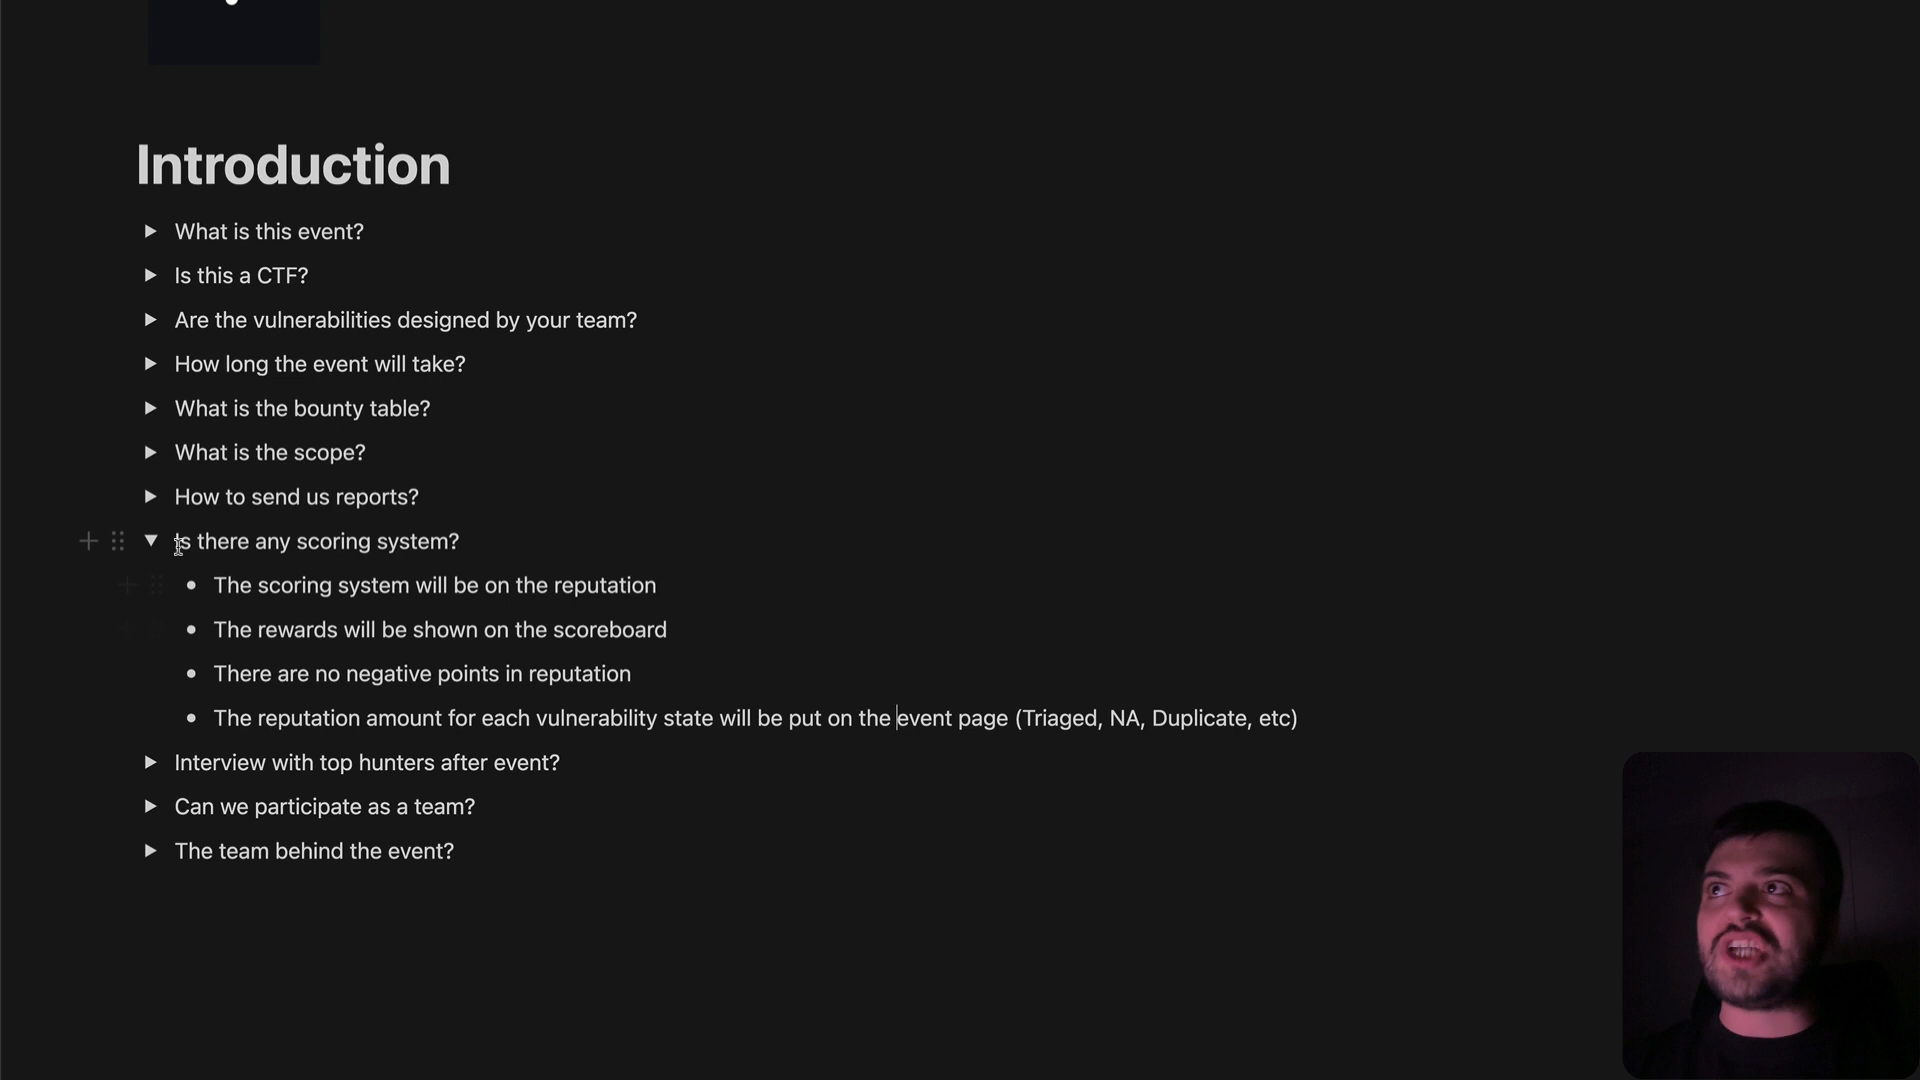 Introduction
What is this event?
Is this a CTF?
Are the vulnerabilities designed by your team?
How long the event will take?
What is the bounty table?
What is the scope?
How to send us reports?
Is there any scoring system?
The scoring system will be on the reputation
The rewards will be shown on the scoreboard
There are no negative points in reputation
The reputation amount for each vulnerability state will be put on the event page (Triaged, NA, Duplicate, etc)
Interview with top hunters after event?
Can we participate as a team?
The team behind the event?